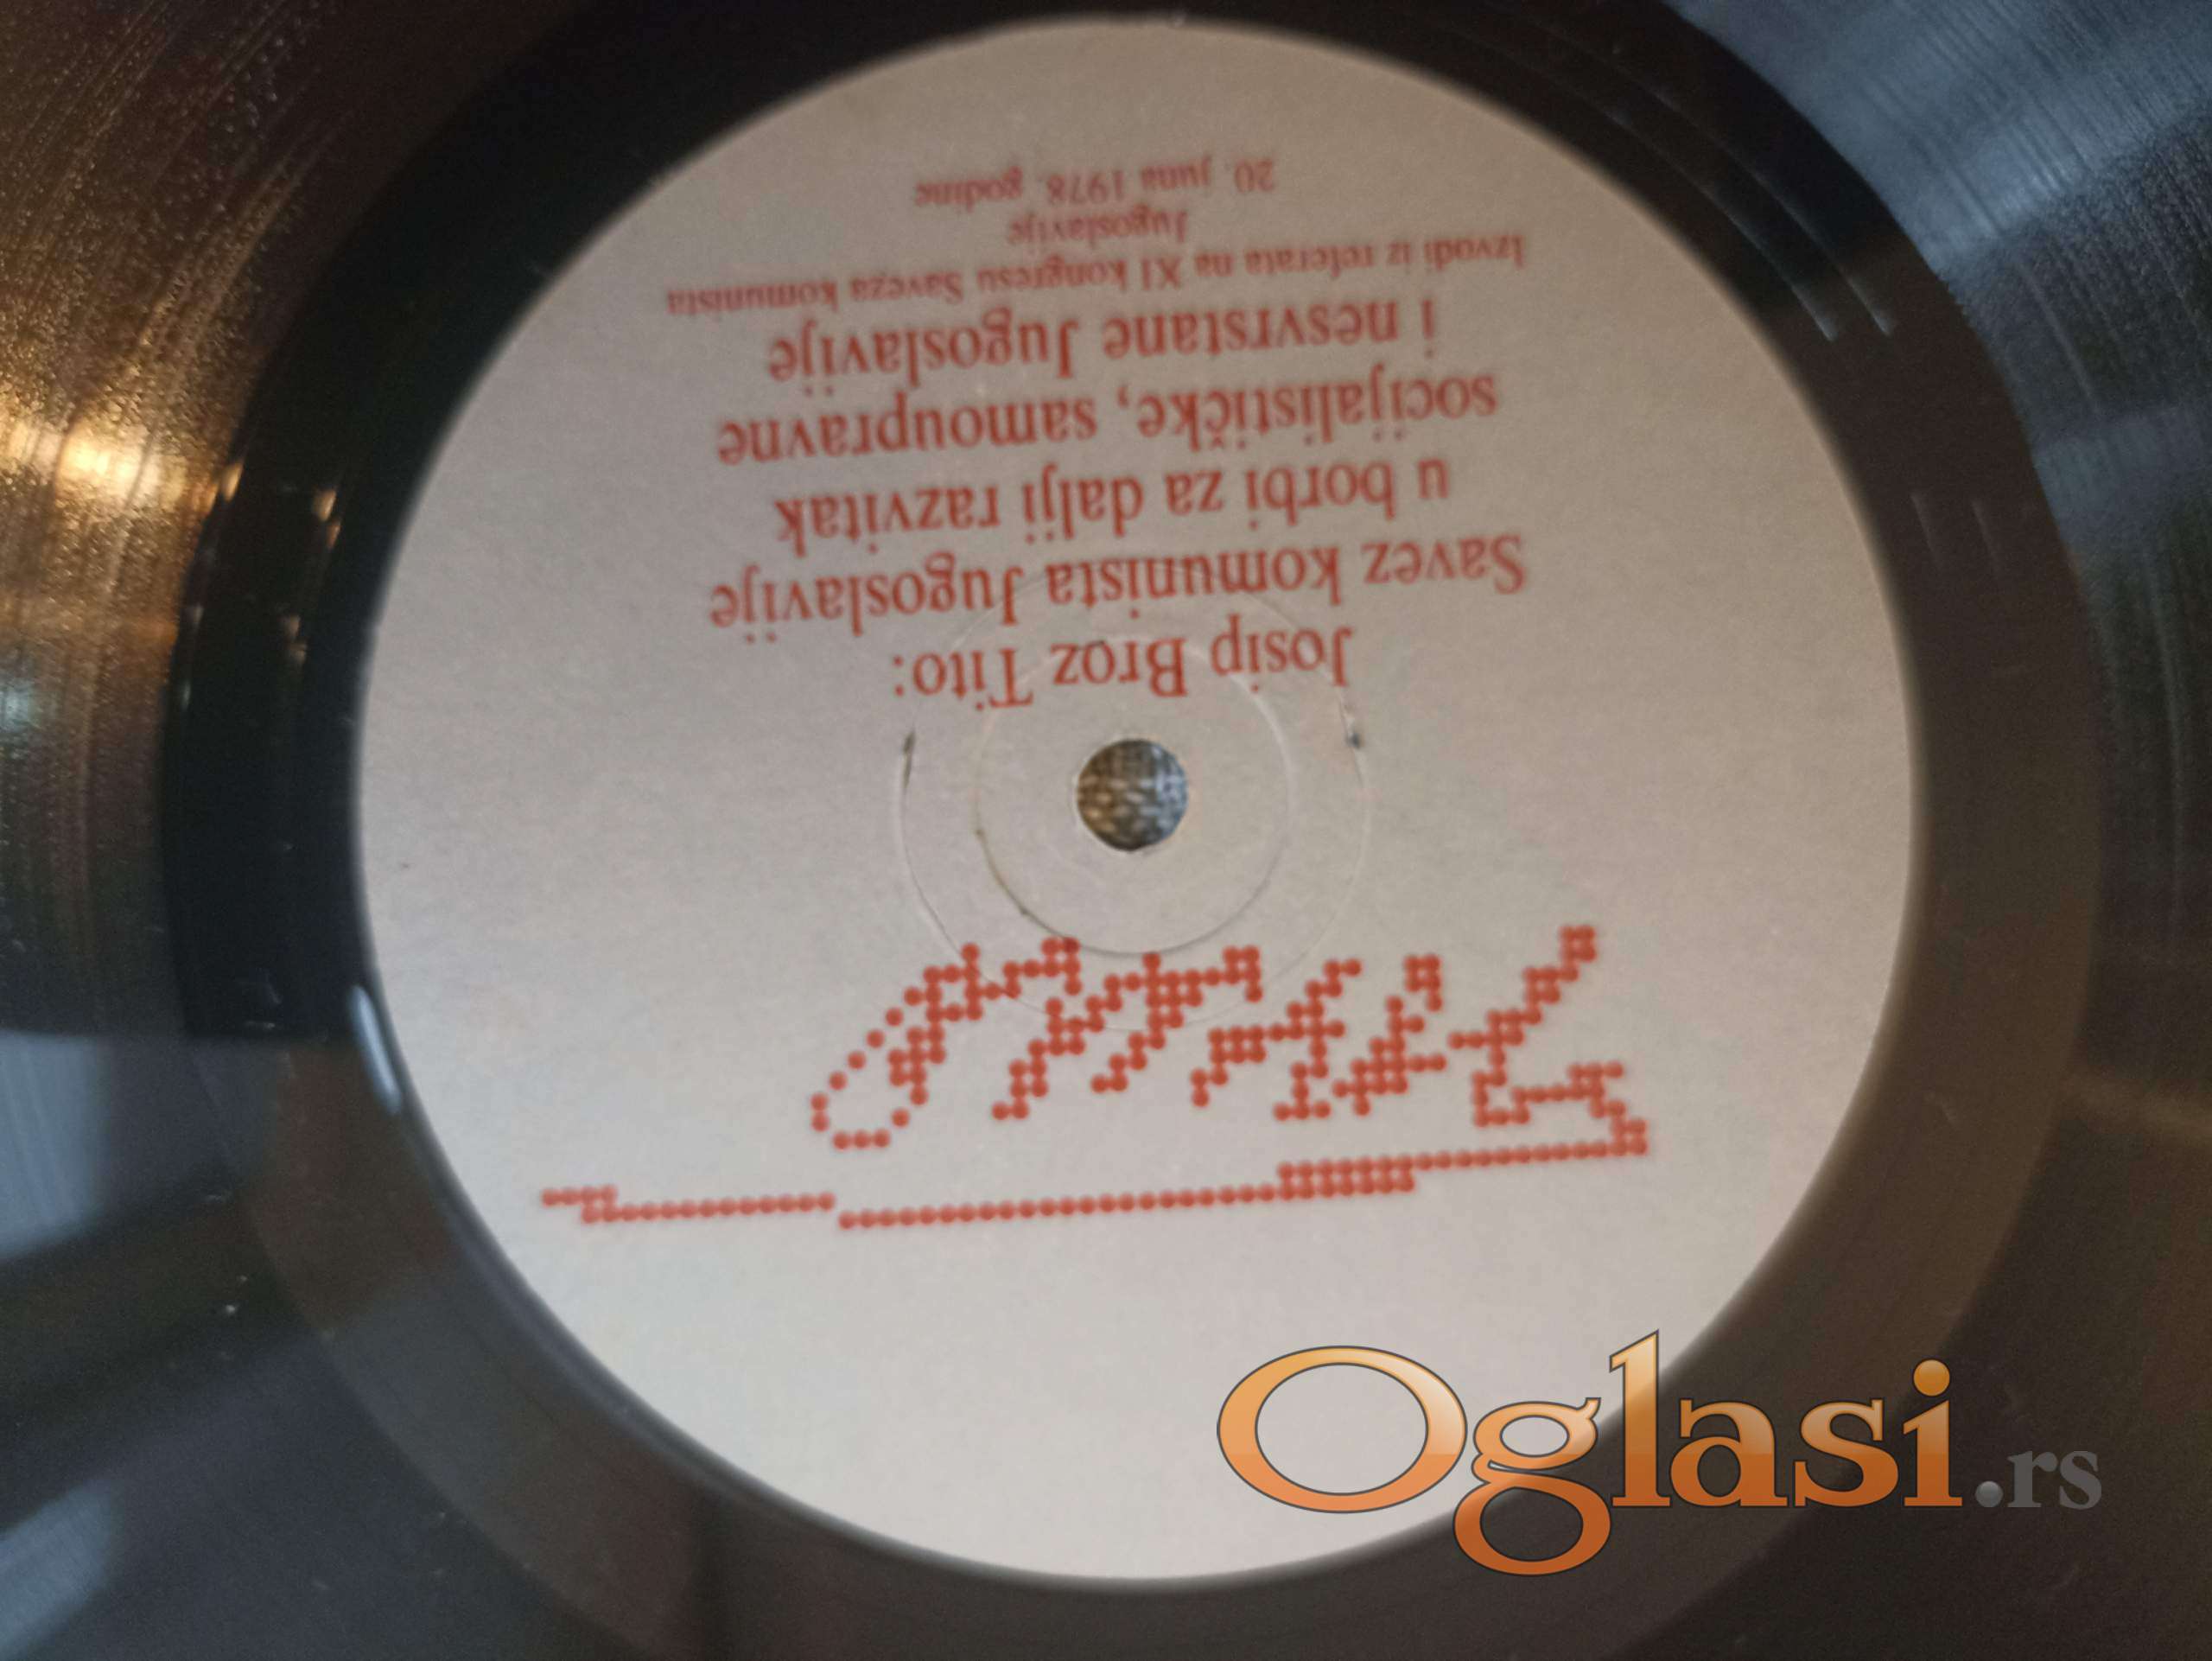 Josip Broz Tito:
Savez komunista Jugoslavije
u borbi za dalji razvitak
socijalističke, samoupravne
i nesvrstane Jugoslavije
Izvodi iz referata na XI kongresu Saveza komunista
Jugoslavije
20. juna 1978. godine
Oglasi.rs